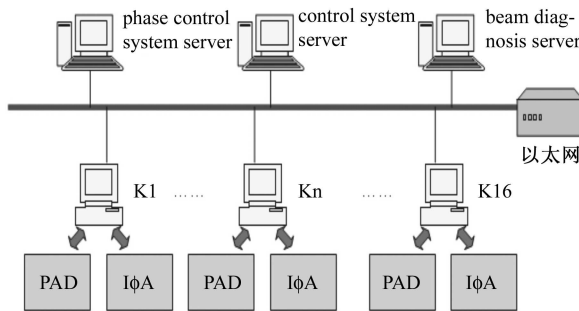 phase control
system server
control system
server
beam diag-
nosis server
以太网
K1
……
Kn
……
K16
PAD
IϕA
PAD
IϕA
PAD
IϕA